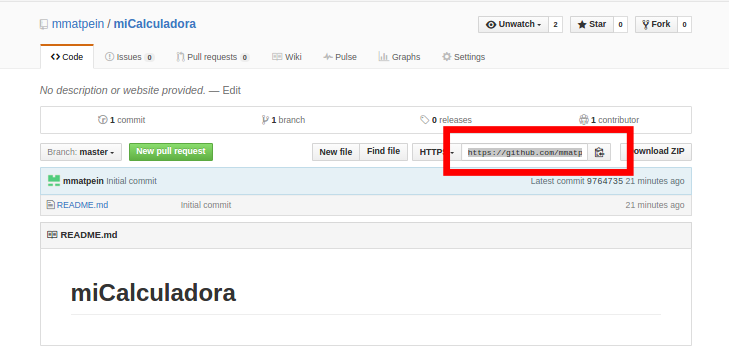 mmatpein / miCalculadora
Unwatch 2 Star 0 Fork 0
Code Issues 0 Pull requests 0 Wiki Pulse Graphs Settings
No description or website provided. — Edit
1 commit 1 branch 0 releases 1 contributor
Branch: master New pull request New file Find file HTTP https://github.com/mmatp ownload ZIP
mmatpein Initial commit Latest commit 9764735 21 minutes ago
README.md Initial commit 21 minutes ago
README.md
miCalculadora